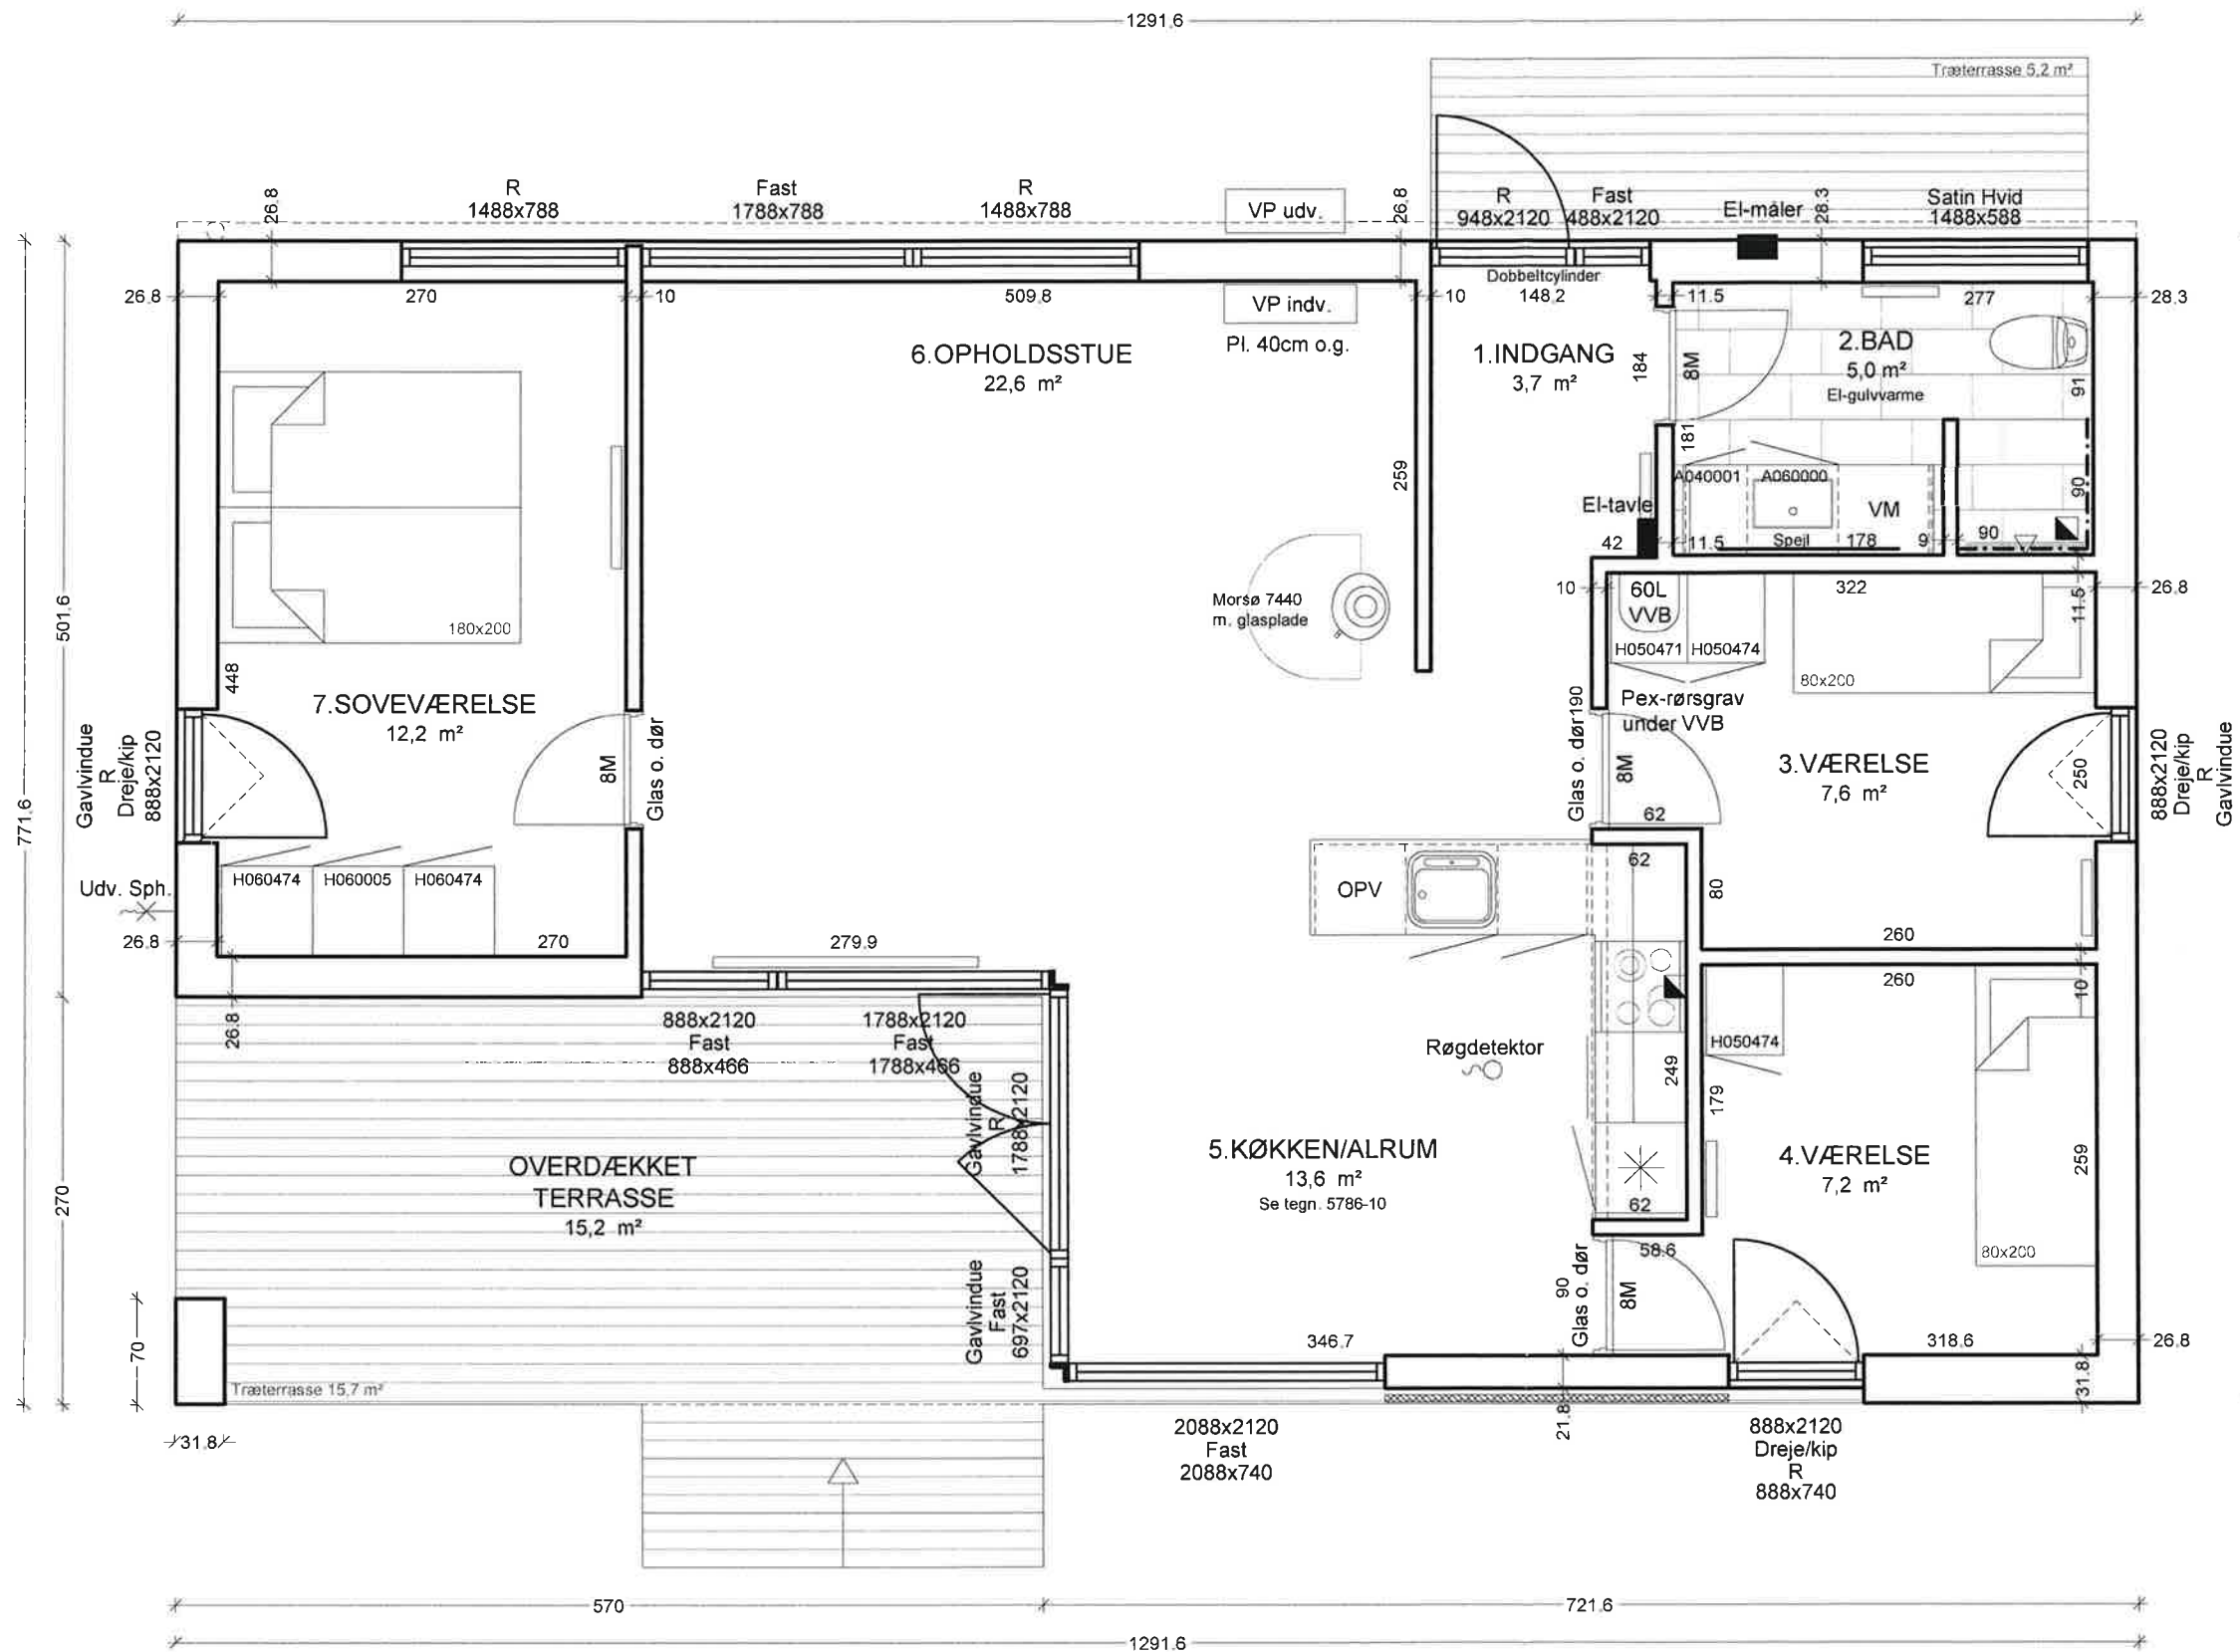 1291.6
Træterrasse 5,2 m²
R
1488x788
Fast
1788x788
R
1488x788
VP udv.
R
948x2120
Fast
488x2120
El-måler
Satin Hvid
1488x588
26.8
26.8
28.3
26.8
270
10
509.8
VP indv.
Pl. 40cm o.g.
10
Dobbeltcylinder
148.2
11.5
277
28.3
6.OPHOLDSSTUE
22,6 m²
1.INDGANG
3,7 m²
184
8M
2.BAD
5,0 m²
El-gulvvarme
91
181
259
A040001
A060000
VM
90
El-tavle
42
11.5
Spejl
178
9
90
180x200
Morsø 7440
m. glasplade
10
60L
VVB
H050471
H050474
322
80x200
11.5
26.8
501.6
771.6
448
7.SOVEVÆRELSE
12,2 m²
Gavlvindue
R
Dreje/kip
888x2120
8M
Glas o. dør
Glas o. dør
190
8M
Pex-rørsgrav
under VVB
62
3.VÆRELSE
7,6 m²
250
888x2120
Dreje/kip
R
Gavlvindue
Udv. Sph.
H060474
H060005
H060474
26.8
270
279.9
OPV
62
80
260
260
10
26.8
888x2120
Fast
888x466
1788x2120
Fast
1788x466
Gavlvindue
R
1788x2120
Røgdetektor
249
H050474
179
OVERDÆKKET
TERRASSE
15,2 m²
5.KØKKEN/ALRUM
13,6 m²
Se tegn. 5786-10
62
4.VÆRELSE
7,2 m²
259
270
80x200
58.6
Gavlvindue
Fast
697x2120
90
Glas o. dør
8M
70
346.7
318.6
26.8
31.8
Træterrasse 15,7 m²
31.8
2088x2120
Fast
2088x740
21.8
888x2120
Dreje/kip
R
888x740
570
721.6
1291.6